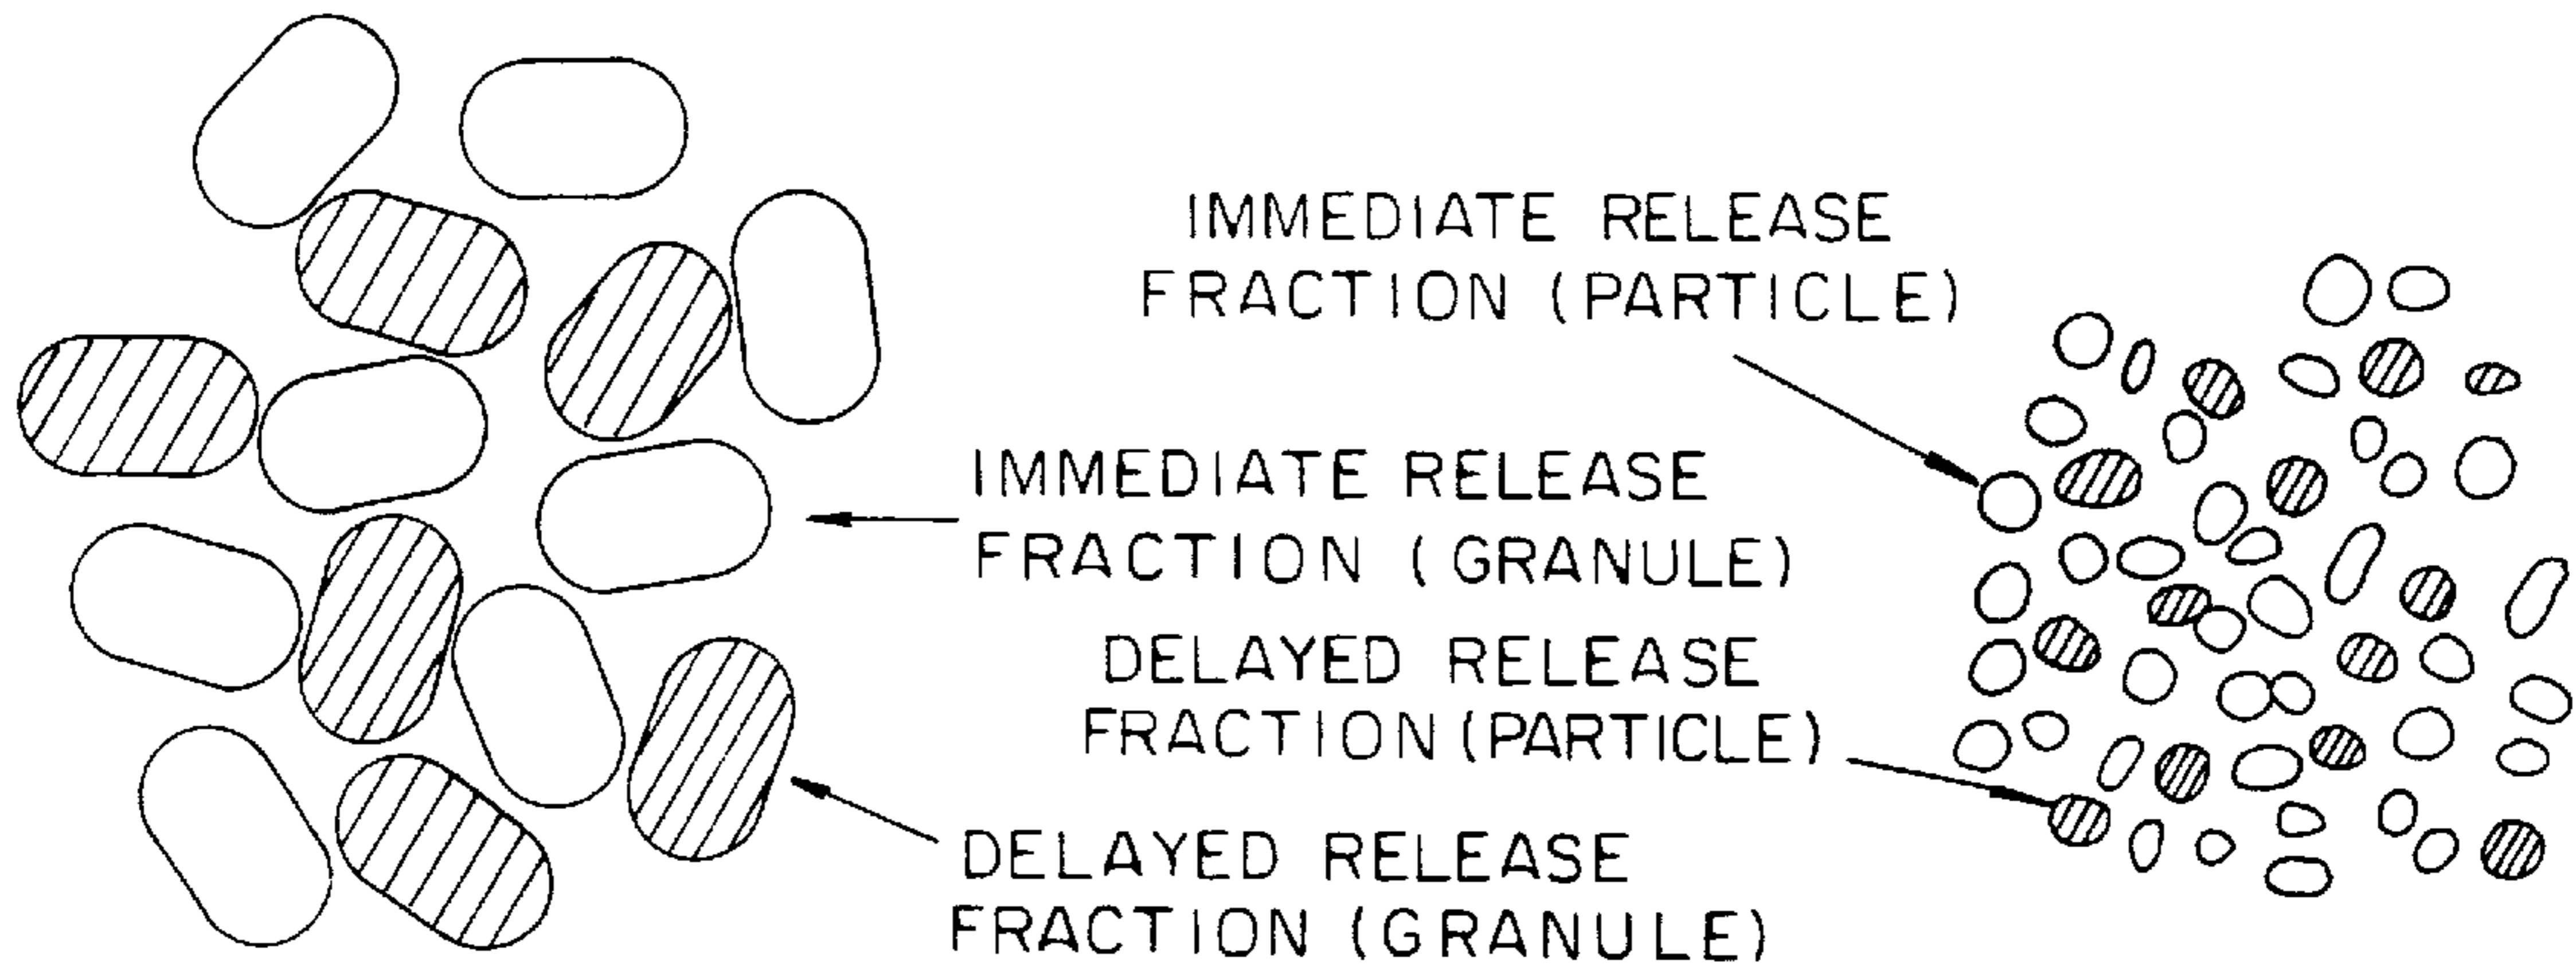 IMMEDIATE RELEASE
FRACTION (PARTICLE)
IMMEDIATE RELEASE
FRACTION (GRANULE)
DELAYED RELEASE
FRACTION (PARTICLE)
DELAYED RELEASE
FRACTION (GRANULE)